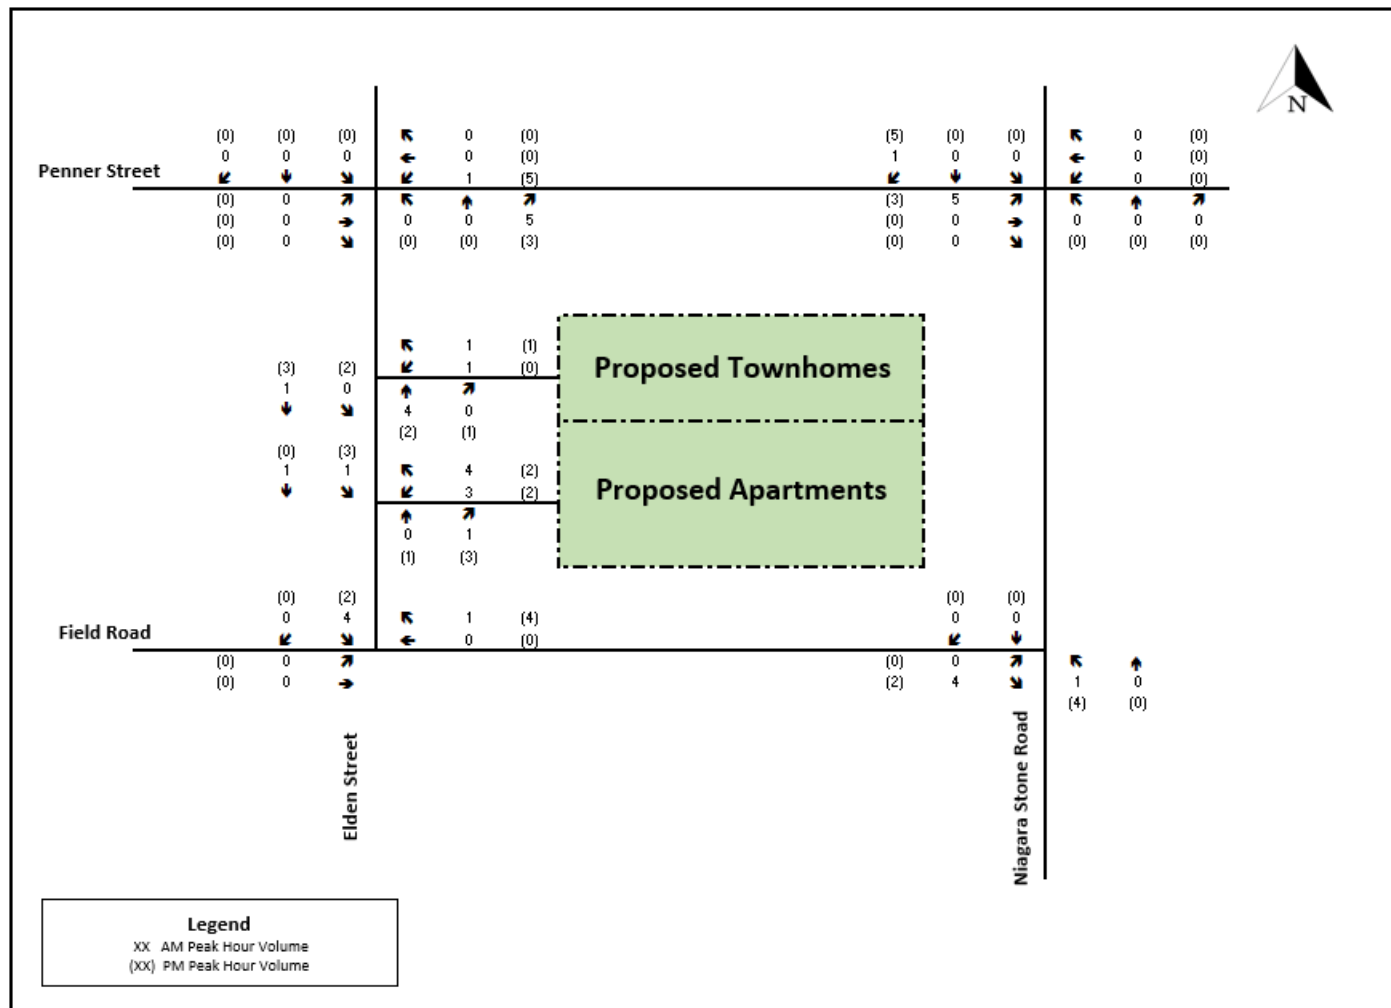 N
(0) (0) (0) 0 (0) (5) (0) (0) 0 (0)
0 0 0 0 (0) 1 0 0 0 (0)
Penner Street
1 (5) 0 (0)
(0) 0 (3) 5
(0) 0 0 0 5 (0) 0 0 0 0
(0) 0 (0) (0) (3) (0) 0 (0) (0) (0)
1 (1)
(3) (2) 1 (0) Proposed Townhomes
1 0
4 0
(2) (1)
(0) (3)
1 1 4 (2)
3 (2) Proposed Apartments
0 1
(1) (3)
(0) (2) (0) (0)
0 4 1 (4) 0 0
Field Road 0 (0)
(0) 0 (0) 0
(0) 0 (2) 4 1 0
(4) (0)
Elden Street
Niagara Stone Road
Legend
XX AM Peak Hour Volume
(XX) PM Peak Hour Volume